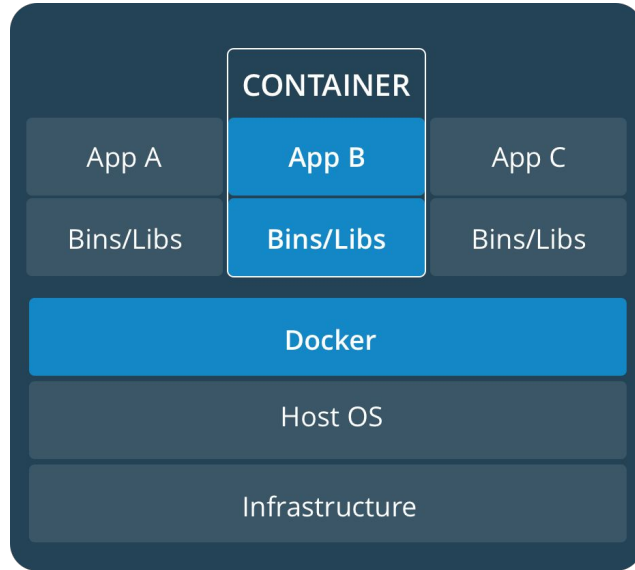 CONTAINER
App A App B App C
Bins/Libs Bins/Libs Bins/Libs
Docker
Host OS
Infrastructure